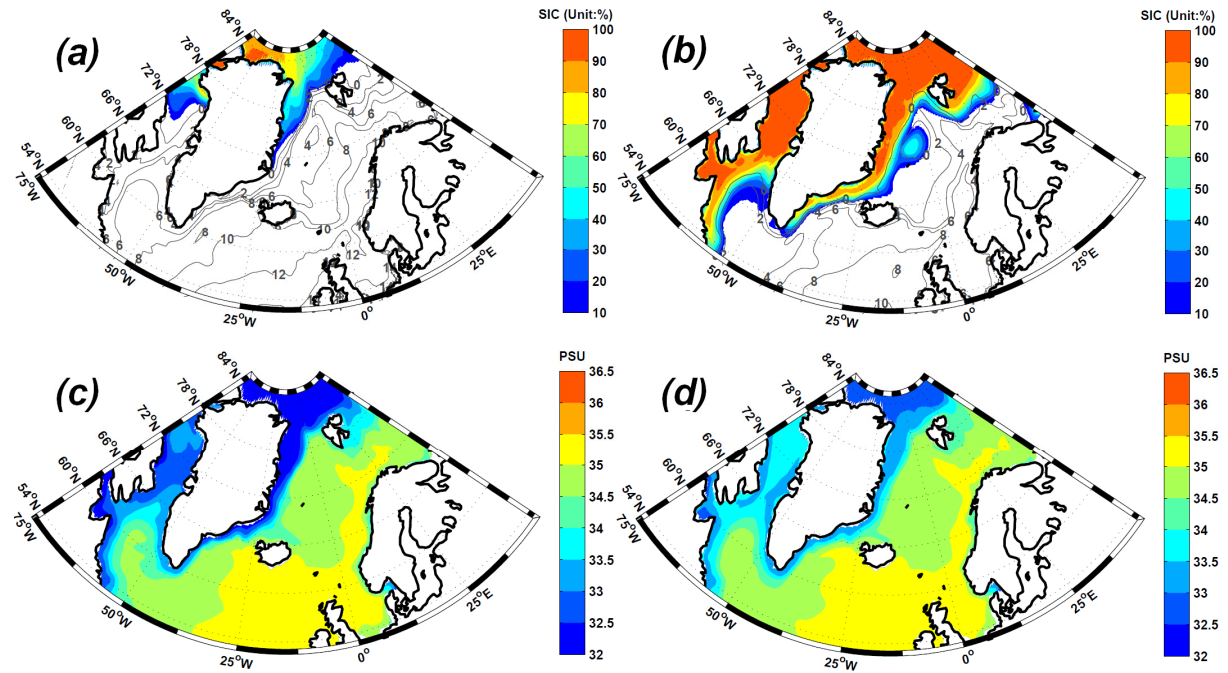 (a)
SIC (Unit:%)
100
90
80
70
60
50
40
30
20
10
84°N
78°N
72°N
66°N
60°N
54°N
75°W
50°W
25°W
0°
25°E
(b)
SIC (Unit:%)
100
90
80
70
60
50
40
30
20
10
84°N
78°N
72°N
66°N
60°N
54°N
75°W
50°W
25°W
0°
25°E
(c)
PSU
36.5
36
35.5
35
34.5
34
33.5
33
32.5
32
84°N
78°N
72°N
66°N
60°N
54°N
75°W
50°W
25°W
0°
25°E
(d)
PSU
36.5
36
35.5
35
34.5
34
33.5
33
32.5
32
84°N
78°N
72°N
66°N
60°N
54°N
75°W
50°W
25°W
0°
25°E